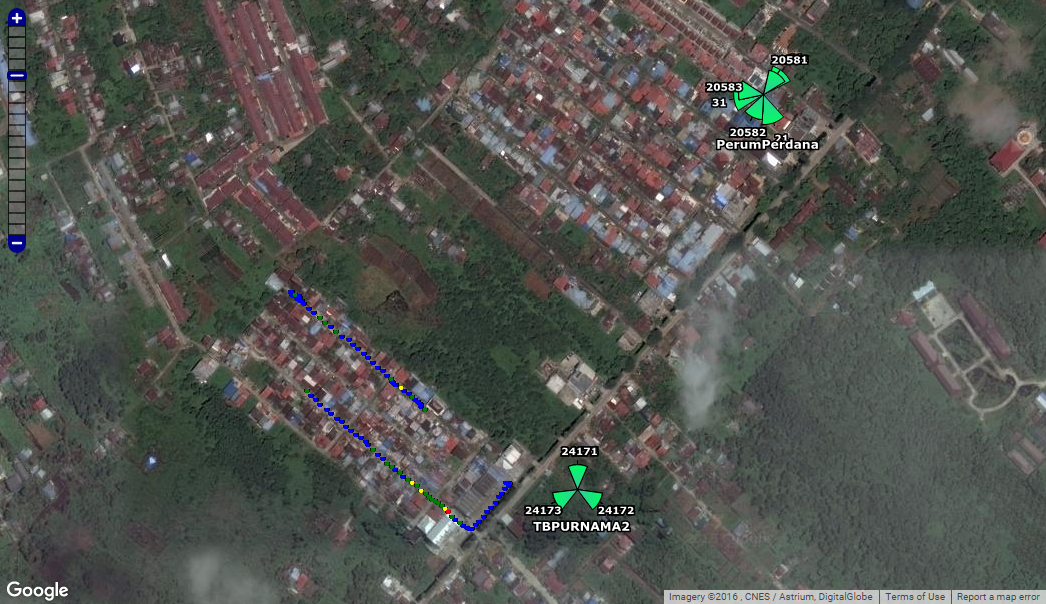 +
20581
20583
31
20582
21
PerumPerdana
−
24171
24173
24172
TBPURNAMA2
Google
Imagery ©2016 , CNES / Astrium, DigitalGlobe
Terms of Use
Report a map error